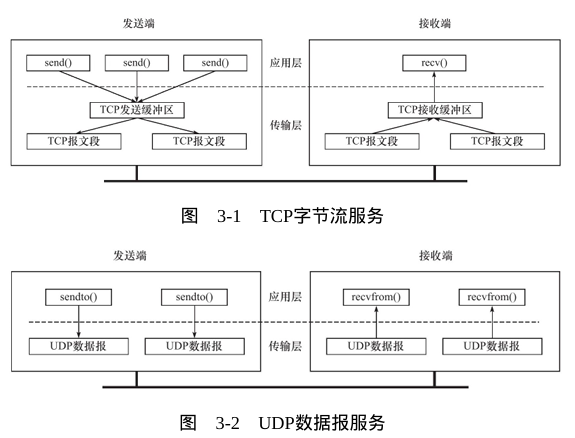 发送端 接收端
send() send() send() 应用层 recv()
TCP发送缓冲区 TCP接收缓冲区
传输层
TCP报文段 TCP报文段 TCP报文段 TCP报文段
图 3-1 TCP字节流服务
发送端 接收端
sendto() sendto() 应用层 recvfrom() recvfrom()
UDP数据报 UDP数据报 传输层 UDP数据报 UDP数据报
图 3-2 UDP数据报服务